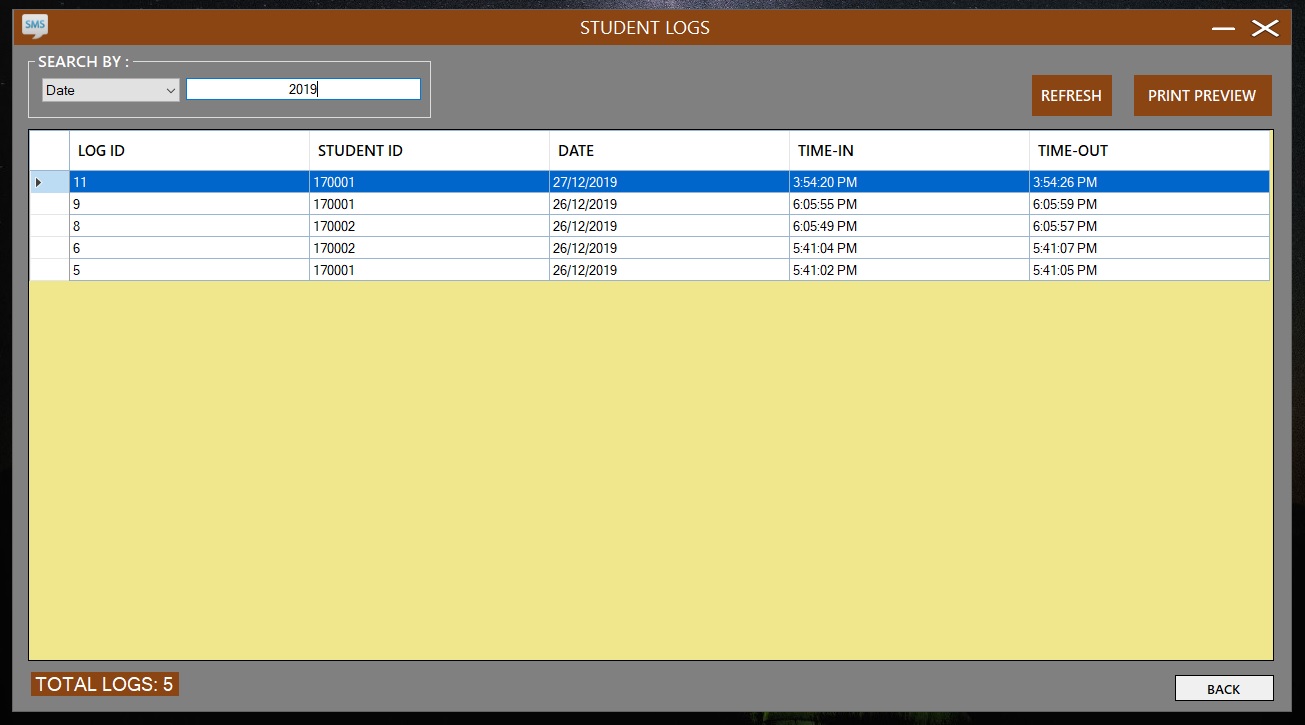 SMS
STUDENT LOGS
SEARCH BY :
Date 2019
REFRESH PRINT PREVIEW
LOG ID STUDENT ID DATE TIME-IN TIME-OUT
11 170001 27/12/2019 3:54:20 PM 3:54:26 PM
9 170001 26/12/2019 6:05:55 PM 6:05:59 PM
8 170002 26/12/2019 6:05:49 PM 6:05:57 PM
6 170002 26/12/2019 5:41:04 PM 5:41:07 PM
5 170001 26/12/2019 5:41:02 PM 5:41:05 PM
TOTAL LOGS: 5
BACK